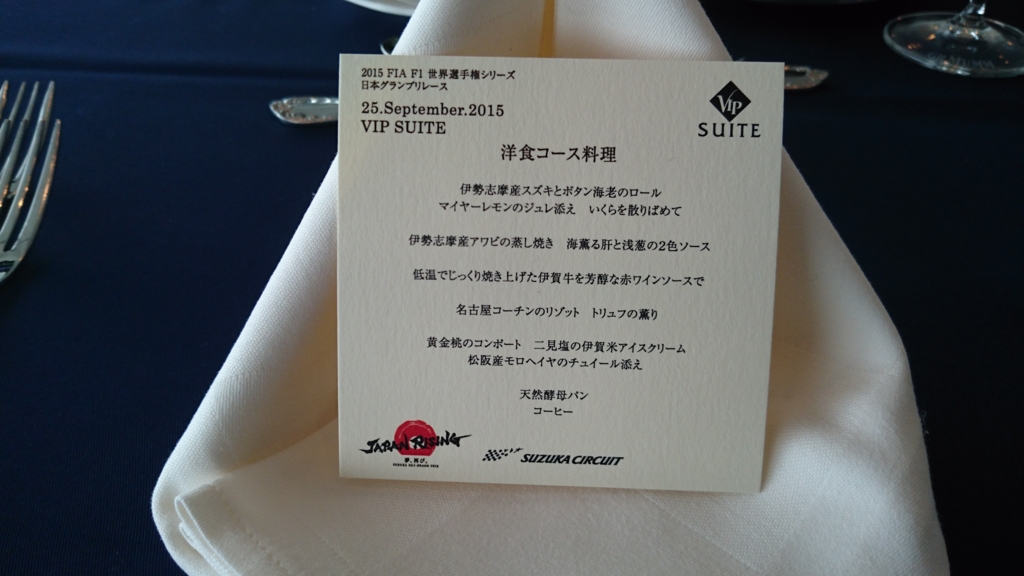 2015 FIA F1 世界選手権シリーズ
日本グランプリレース
25.September.2015
VIP SUITE
VIP
SUITE
洋食コース料理
伊勢志摩産スズキとボタン海老のロール
マイヤーレモンのジュレ添え　いくらを散りばめて
伊勢志摩産アワビの蒸し焼き　海薫る肝と浅葱の2色ソース
低温でじっくり焼き上げた伊賀牛を芳醇な赤ワインソースで
名古屋コーチンのリゾット　トリュフの薫り
黄金桃のコンポート　二見塩の伊賀米アイスクリーム
松阪産モロヘイヤのチュイール添え
天然酵母パン
コーヒー
JAPAN RISING
夢、再び。
SUZUKA CIRCUIT